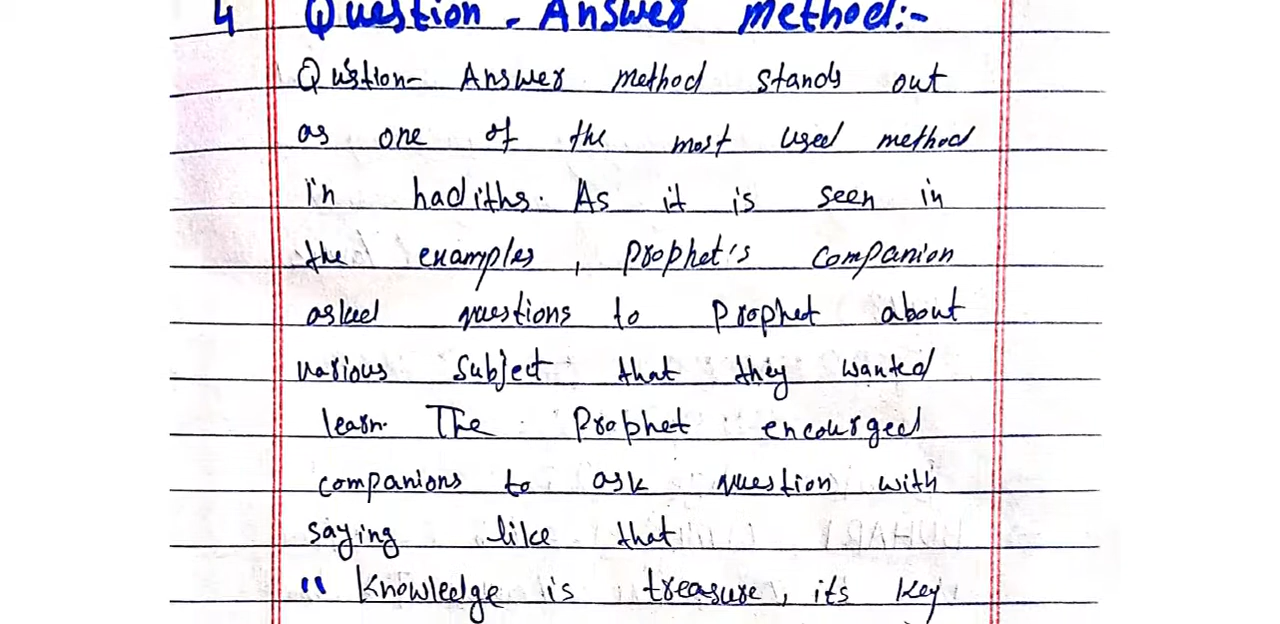 4 Question - Answer method:-
Qustion- Answer method stands out
as one of the most used method
in hadiths. As it is seen in
the examples, prophet's companion
asked questions to prophet about
various subject that they wanted
learn. The Prophet encourged
companions to ask question with
saying like that
" Knowledge is treasure, its key